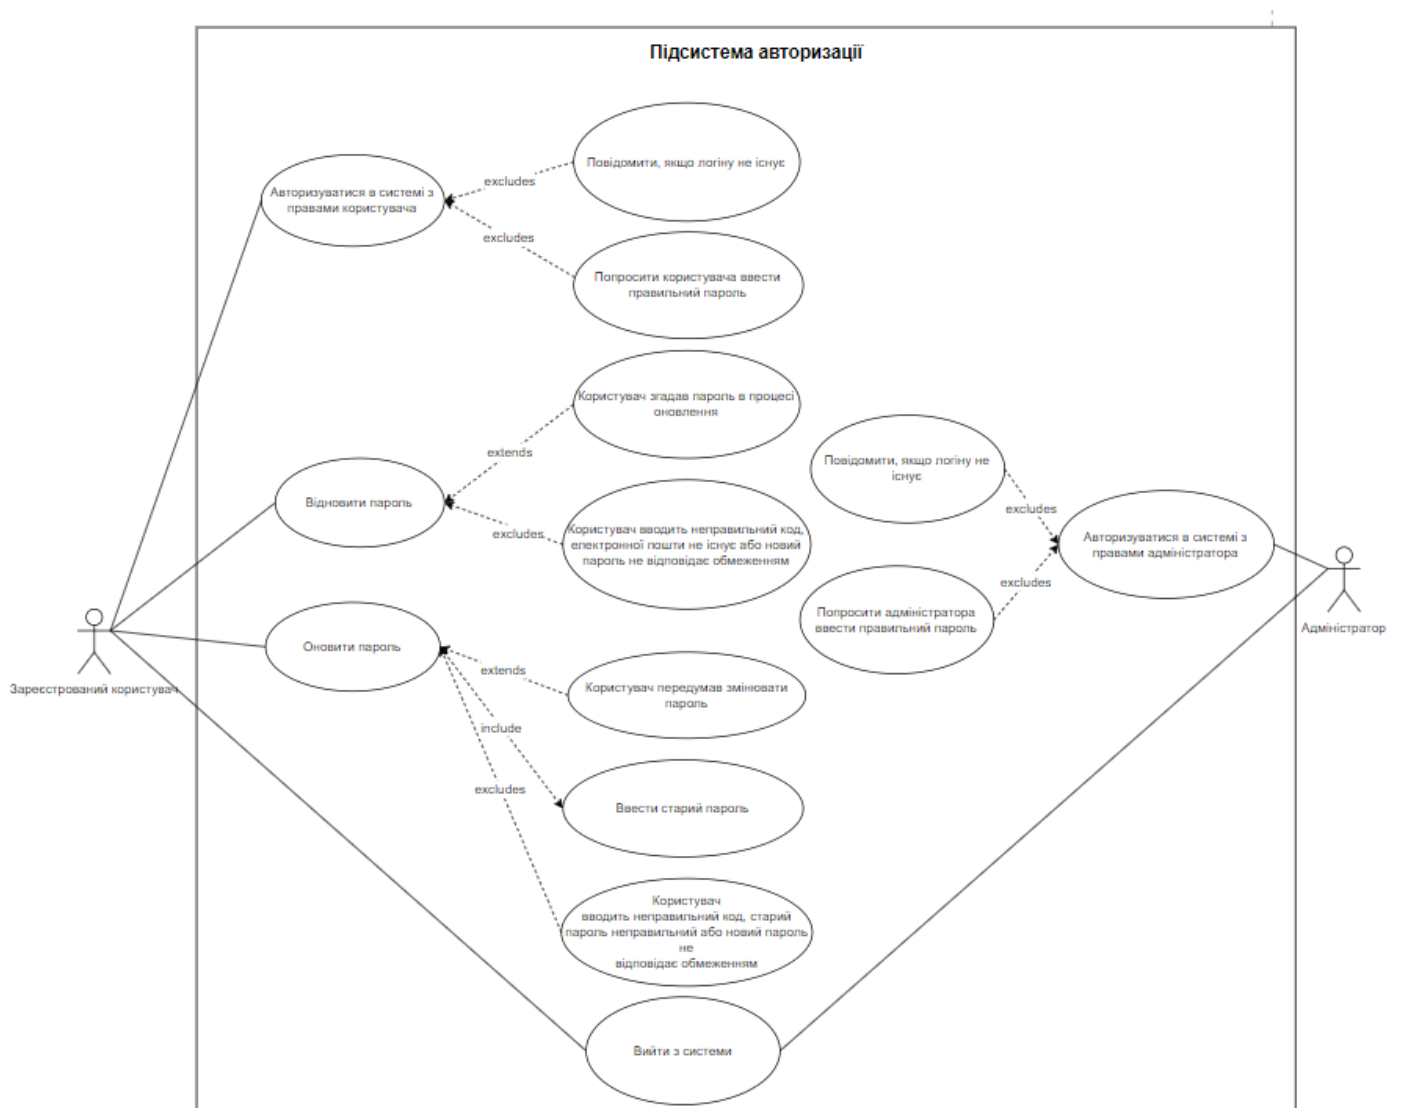 Підсистема авторизації
Повідомити, якщо логіну не існує
excludes
Авторизуватися в системі з
правами користувача
excludes
Попросити користувача ввести
правильний пароль
Користувач згадав пароль в процесі
оновлення
extends
Відновити пароль
excludes
Користувач вводить неправильний код,
електронної пошти не існує або новий
пароль не відповідає обмеженням
Повідомити, якщо логіну не
існує
excludes
Авторизуватися в системі з
правами адміністратора
excludes
Попросити адміністратора
ввести правильний пароль
Адміністратор
Зареєстрований користувач
Оновити пароль
extends
Користувач передумав змінювати
пароль
include
Ввести старий пароль
excludes
Користувач
вводить неправильний код, старий
пароль неправильний або новий пароль
не
відповідає обмеженням
Вийти з системи